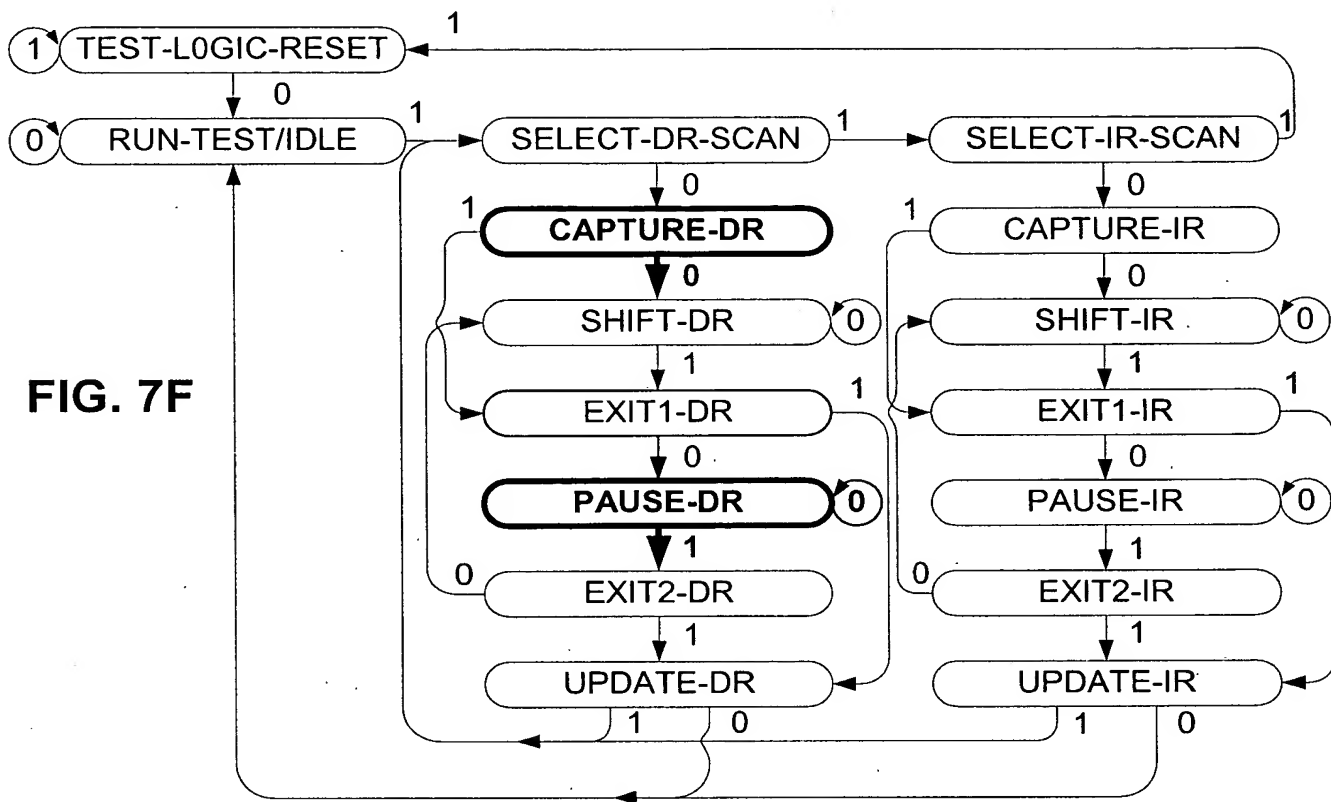 1
1 TEST-L0GIC-RESET
0
1
0 RUN-TEST/IDLE SELECT-DR-SCAN 1 SELECT-IR-SCAN 1
0 0
1 CAPTURE-DR 1 CAPTURE-IR
0 0
SHIFT-DR 0 SHIFT-IR 0
1 1
FIG. 7F EXIT1-DR 1 EXIT1-IR 1
0 0
PAUSE-DR 0 PAUSE-IR 0
1 1
0 EXIT2-DR 0 EXIT2-IR
1 1
UPDATE-DR UPDATE-IR
1 0 1 0